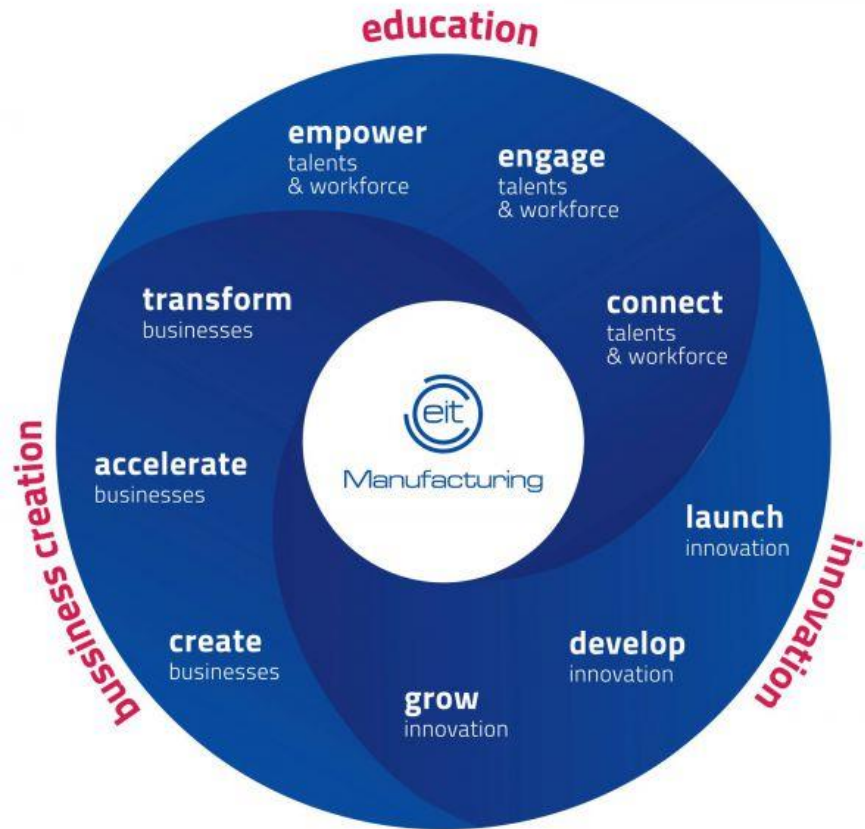 education
empower
talents
& workforce
engage
talents
& workforce
connect
talents
& workforce
launch
innovation
develop
innovation
grow
innovation
innovation
create
businesses
accelerate
businesses
transform
businesses
bussiness creation
eit
Manufacturing